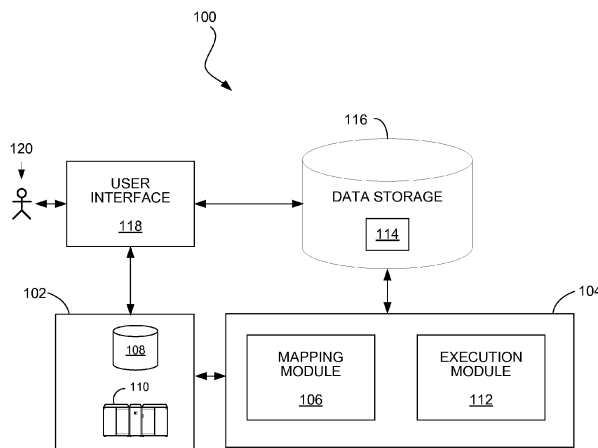 100
116
120
USER
INTERFACE
118
DATA STORAGE
114
102
104
108
110
MAPPING
MODULE
106
EXECUTION
MODULE
112